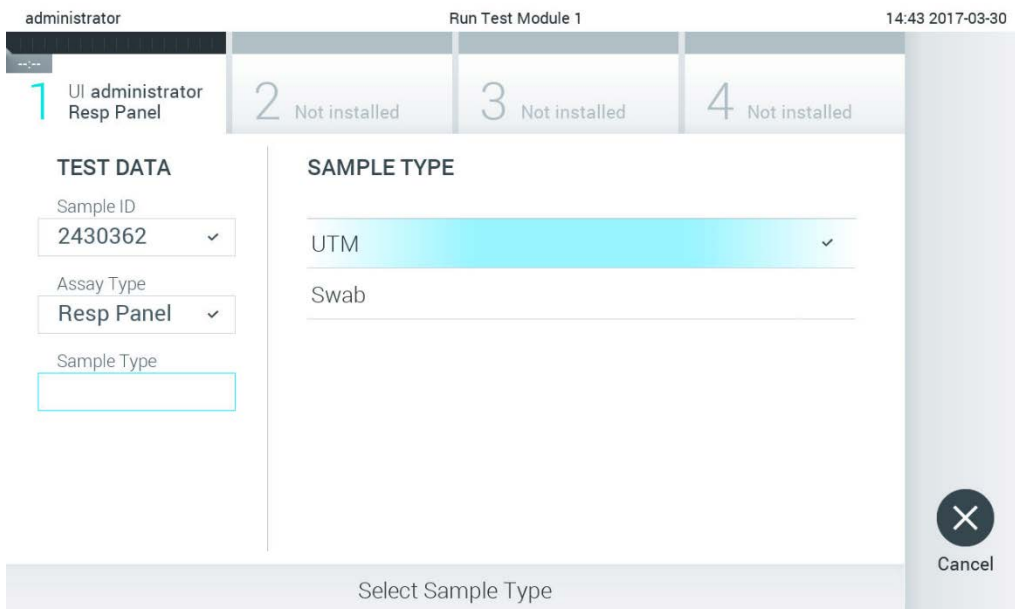 administrator
Run Test Module 1
14:43 2017-03-30
--:--
1
UI administrator
Resp Panel
2 Not installed
3 Not installed
4 Not installed
TEST DATA
Sample ID
2430362
Assay Type
Resp Panel
Sample Type
SAMPLE TYPE
UTM
Swab
Cancel
Select Sample Type